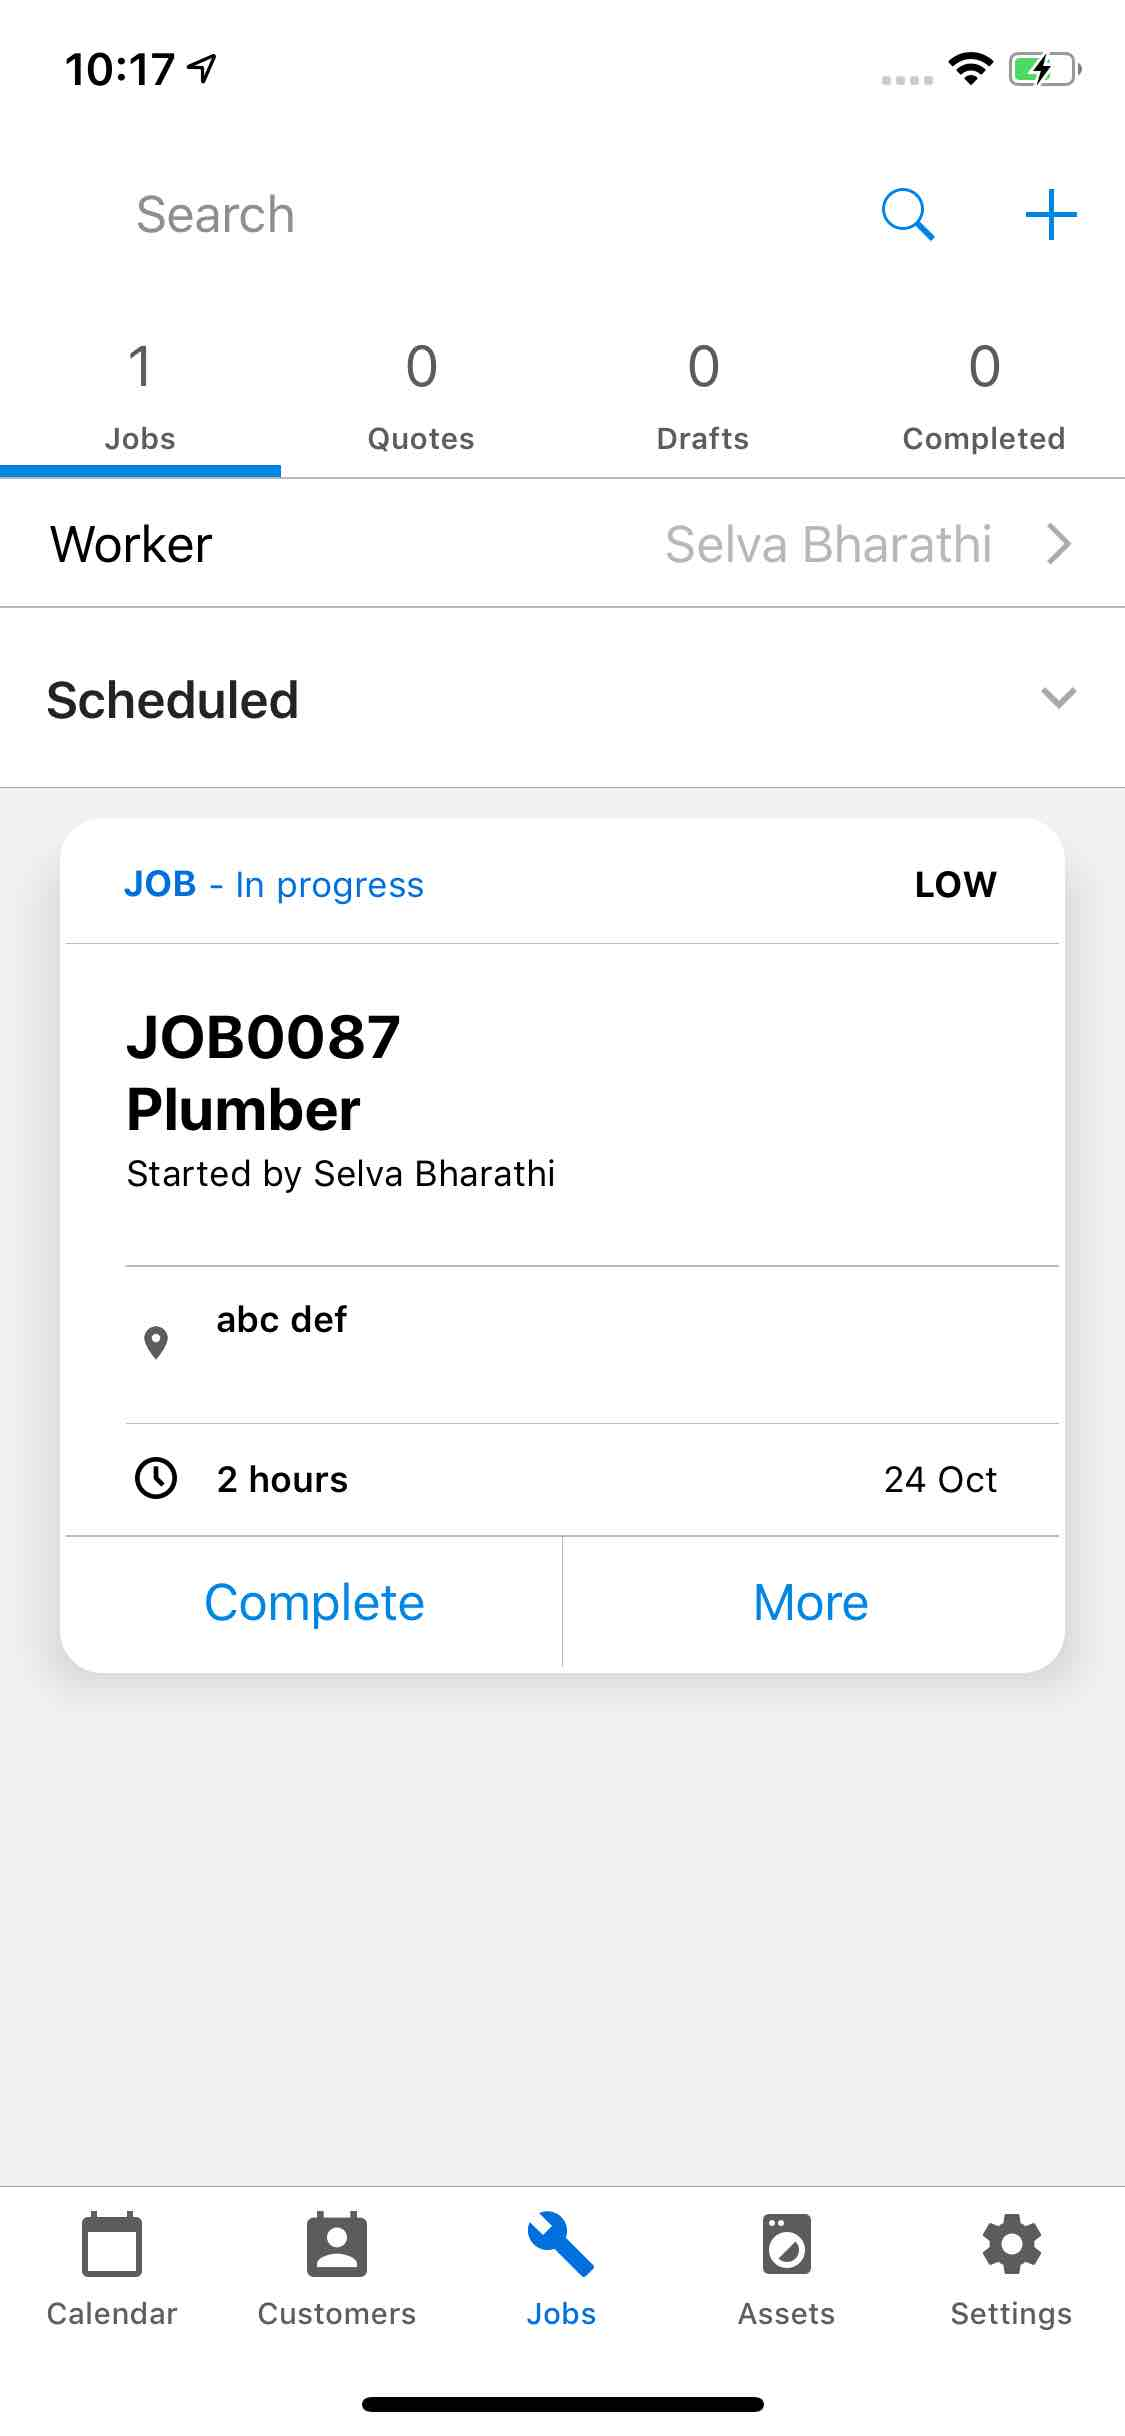 10:17
Search
1 0 0 0
Jobs Quotes Drafts Completed
Worker Selva Bharathi
Scheduled
JOB - In progress LOW
JOB0087
Plumber
Started by Selva Bharathi
abc def
2 hours 24 Oct
Complete More
Calendar Customers Jobs Assets Settings